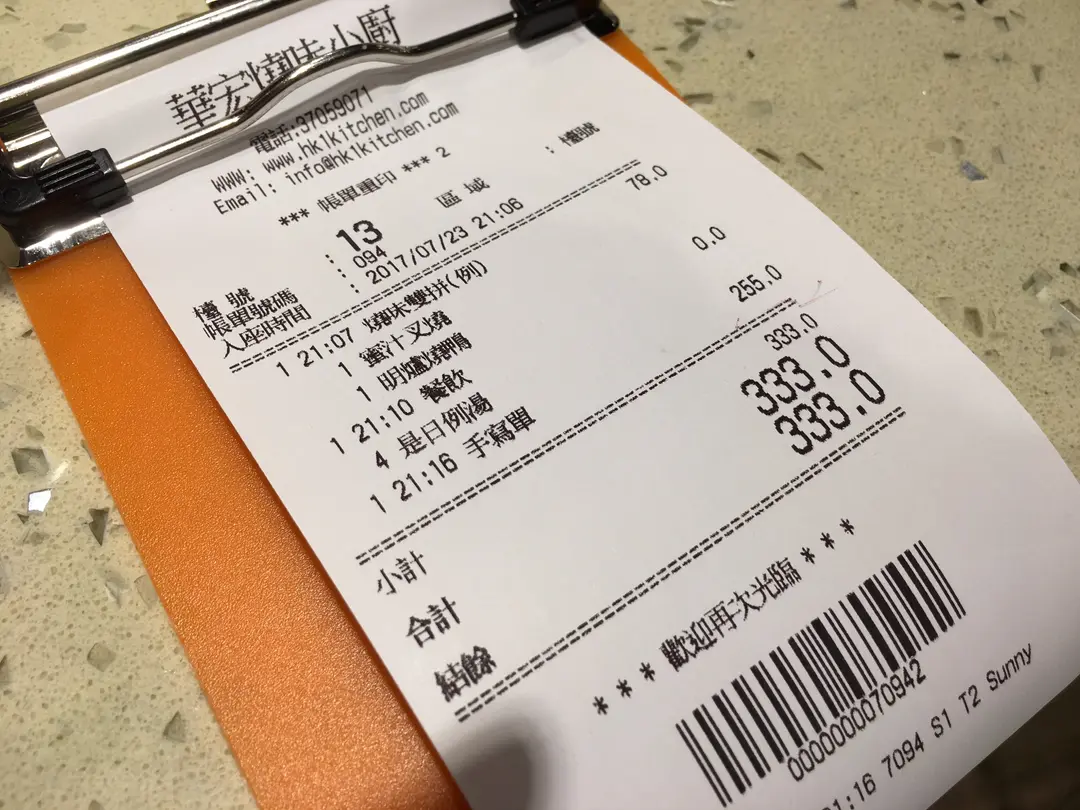 華宏燒味小廚
電話:37059071
WWW: www.hk1kitchen.com
Email: info@hk1kitchen.com
*** 帳單重印 *** 2
檯號 : 13 區域 : 檯號
帳單號碼 : 094
入座時間 : 2017/07/23 21:06
1 21:07 燒味雙拼(例) 78.0
1 蜜汁叉燒
1 明爐燒鴨
1 21:10 餐飲 0.0
4 是日例湯
1 21:16 手寫單 255.0
小計 333.0
合計 333.0
結餘 333.0
* * * 歡迎再次光臨 * * *
0000000070942
21:16 7094 S1 T2 Sunny